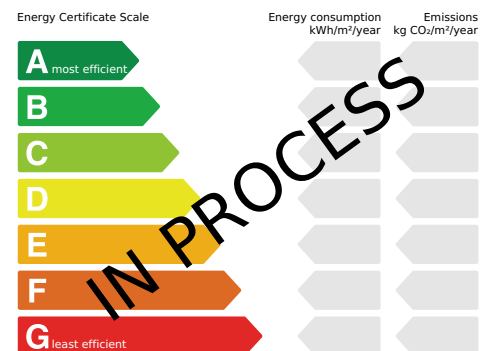 Energy Certificate Scale
Energy consumption
kWh/m²/year
Emissions
kg CO₂/m²/year
A most efficient
B
C
D
E
F
G least efficient
IN PROCESS